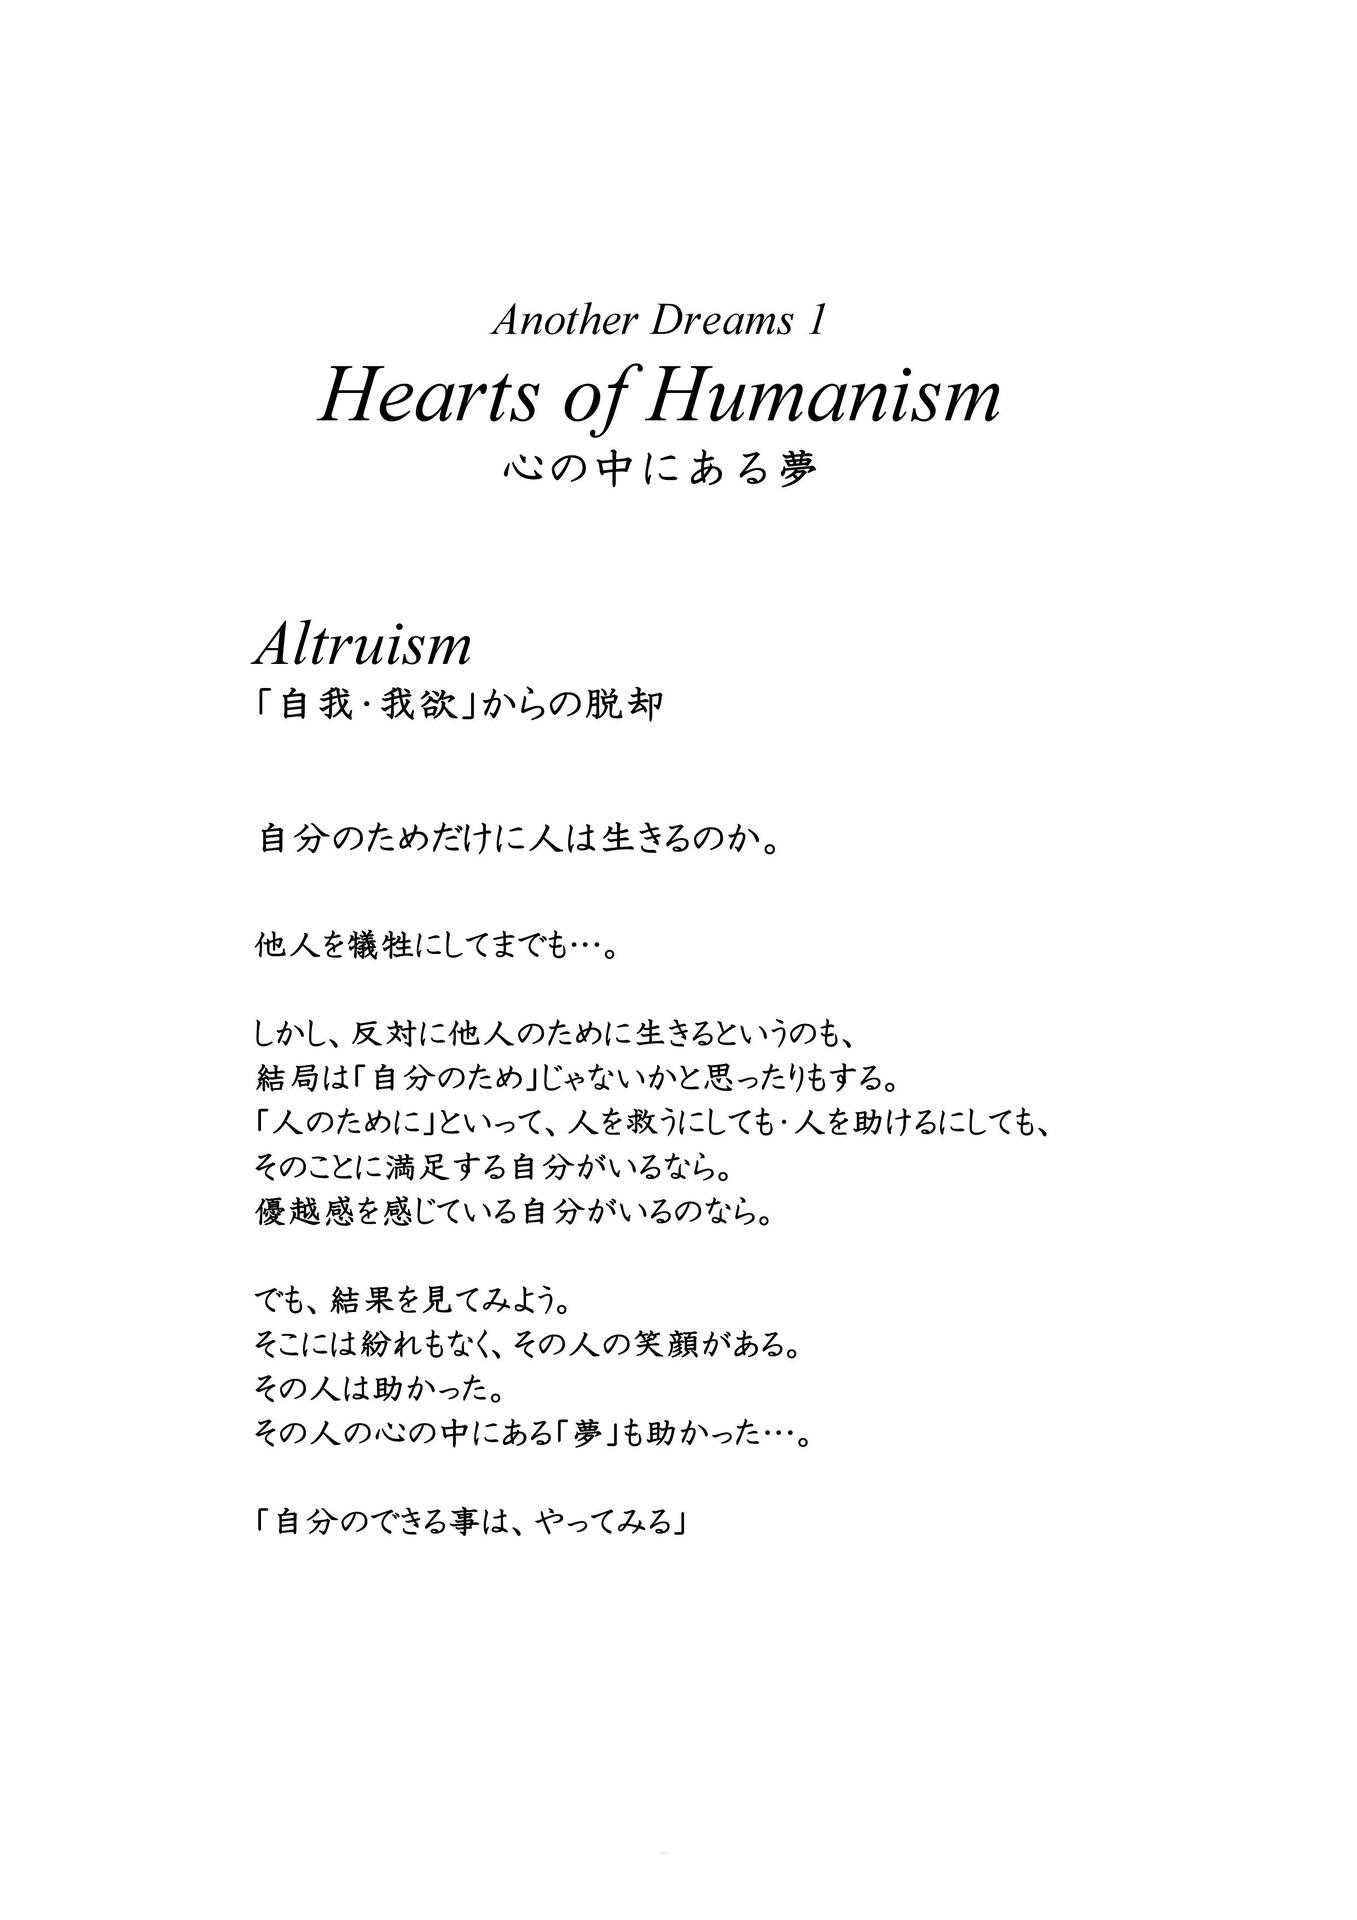 Another Dreams 1
Hearts of Humanism
心の中にある夢
Altruism
「自我・我欲」からの脱却
自分のためだけに人は生きるのか。
他人を犠牲にしてまでも…。
しかし、反対に他人のために生きるというのも、
結局は「自分のため」じゃないかと思ったりもする。
「人のために」といって、人を救うにしても・人を助けるにしても、
そのことに満足する自分がいるなら。
優越感を感じている自分がいるのなら。
でも、結果を見てみよう。
そこには紛れもなく、その人の笑顔がある。
その人は助かった。
その人の心の中にある「夢」も助かった…。
「自分のできる事は、やってみる」